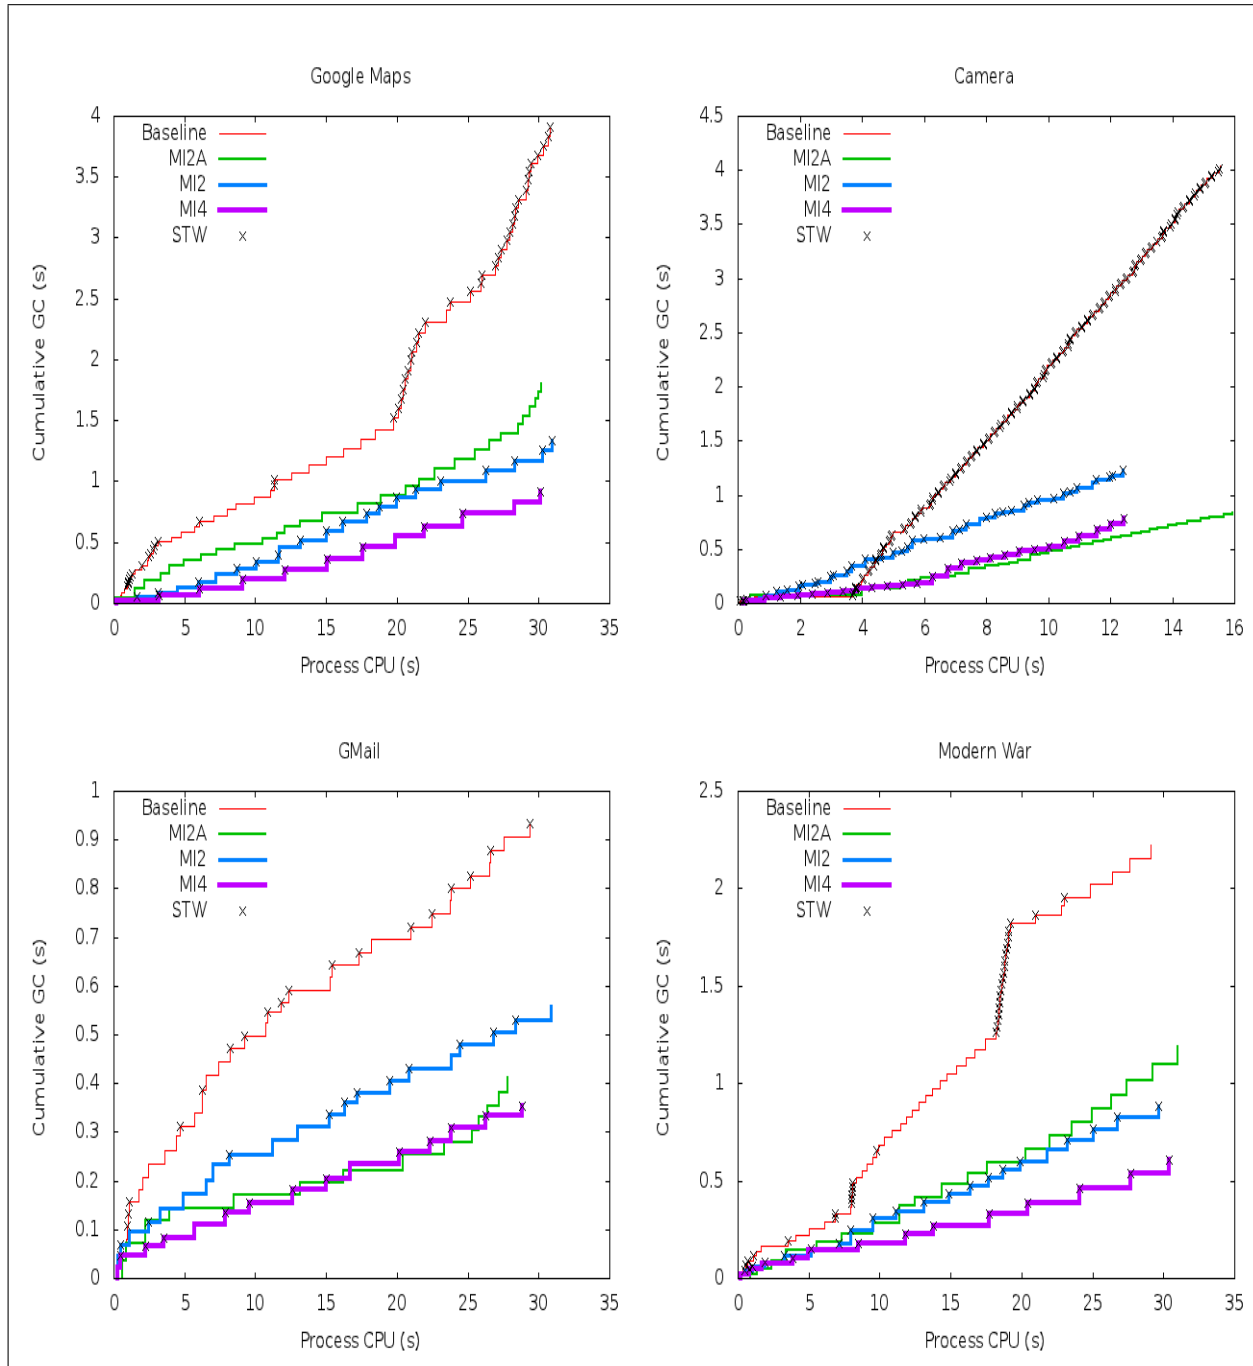 Google Maps
Cumulative GC (s)
4
3.5
3
2.5
2
1.5
1
0.5
0
Baseline
MI2A
MI2
MI4
STW
0 5 10 15 20 25 30 35
Process CPU (s)
Camera
Cumulative GC (s)
4.5
4
3.5
3
2.5
2
1.5
1
0.5
0
Baseline
MI2A
MI2
MI4
STW
0 2 4 6 8 10 12 14 16
Process CPU (s)
GMail
Cumulative GC (s)
1
0.9
0.8
0.7
0.6
0.5
0.4
0.3
0.2
0.1
0
Baseline
MI2A
MI2
MI4
STW
0 5 10 15 20 25 30 35
Process CPU (s)
Modern War
Cumulative GC (s)
2.5
2
1.5
1
0.5
0
Baseline
MI2A
MI2
MI4
STW
0 5 10 15 20 25 30 35
Process CPU (s)